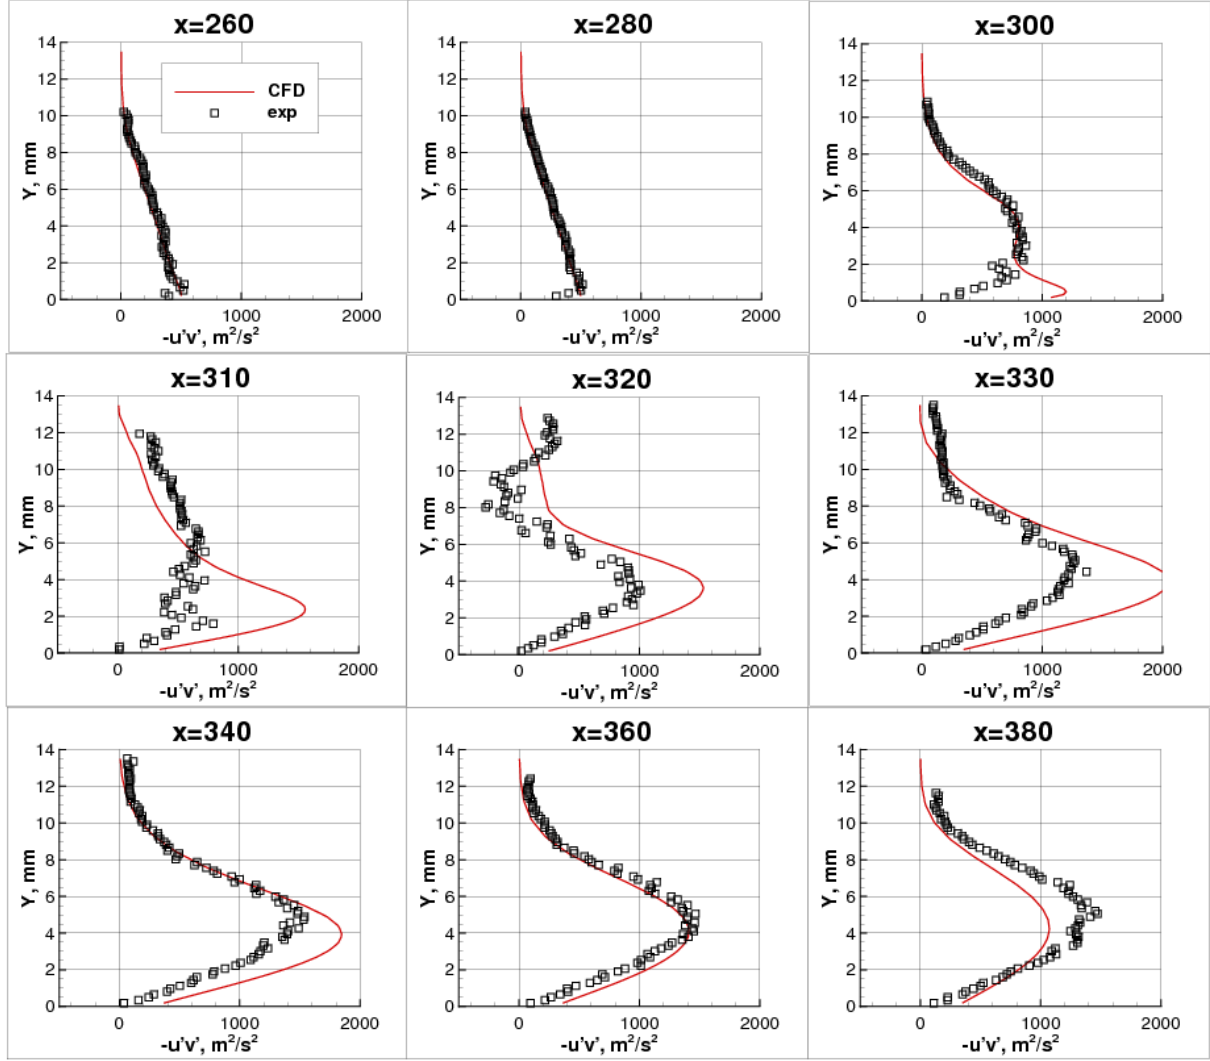 x=260
14
12
10
8
6
4
2
0
Y, mm
CFD
exp
0 1000 2000
-u'v', m²/s²
x=280
14
12
10
8
6
4
2
0
Y, mm
0 1000 2000
-u'v', m²/s²
x=300
14
12
10
8
6
4
2
0
Y, mm
0 1000 2000
-u'v', m²/s²
x=310
14
12
10
8
6
4
2
0
Y, mm
0 1000 2000
-u'v', m²/s²
x=320
14
12
10
8
6
4
2
0
Y, mm
0 1000 2000
-u'v', m²/s²
x=330
14
12
10
8
6
4
2
0
Y, mm
0 1000 2000
-u'v', m²/s²
x=340
14
12
10
8
6
4
2
0
Y, mm
0 1000 2000
-u'v', m²/s²
x=360
14
12
10
8
6
4
2
0
Y, mm
0 1000 2000
-u'v', m²/s²
x=380
14
12
10
8
6
4
2
0
Y, mm
0 1000 2000
-u'v', m²/s²